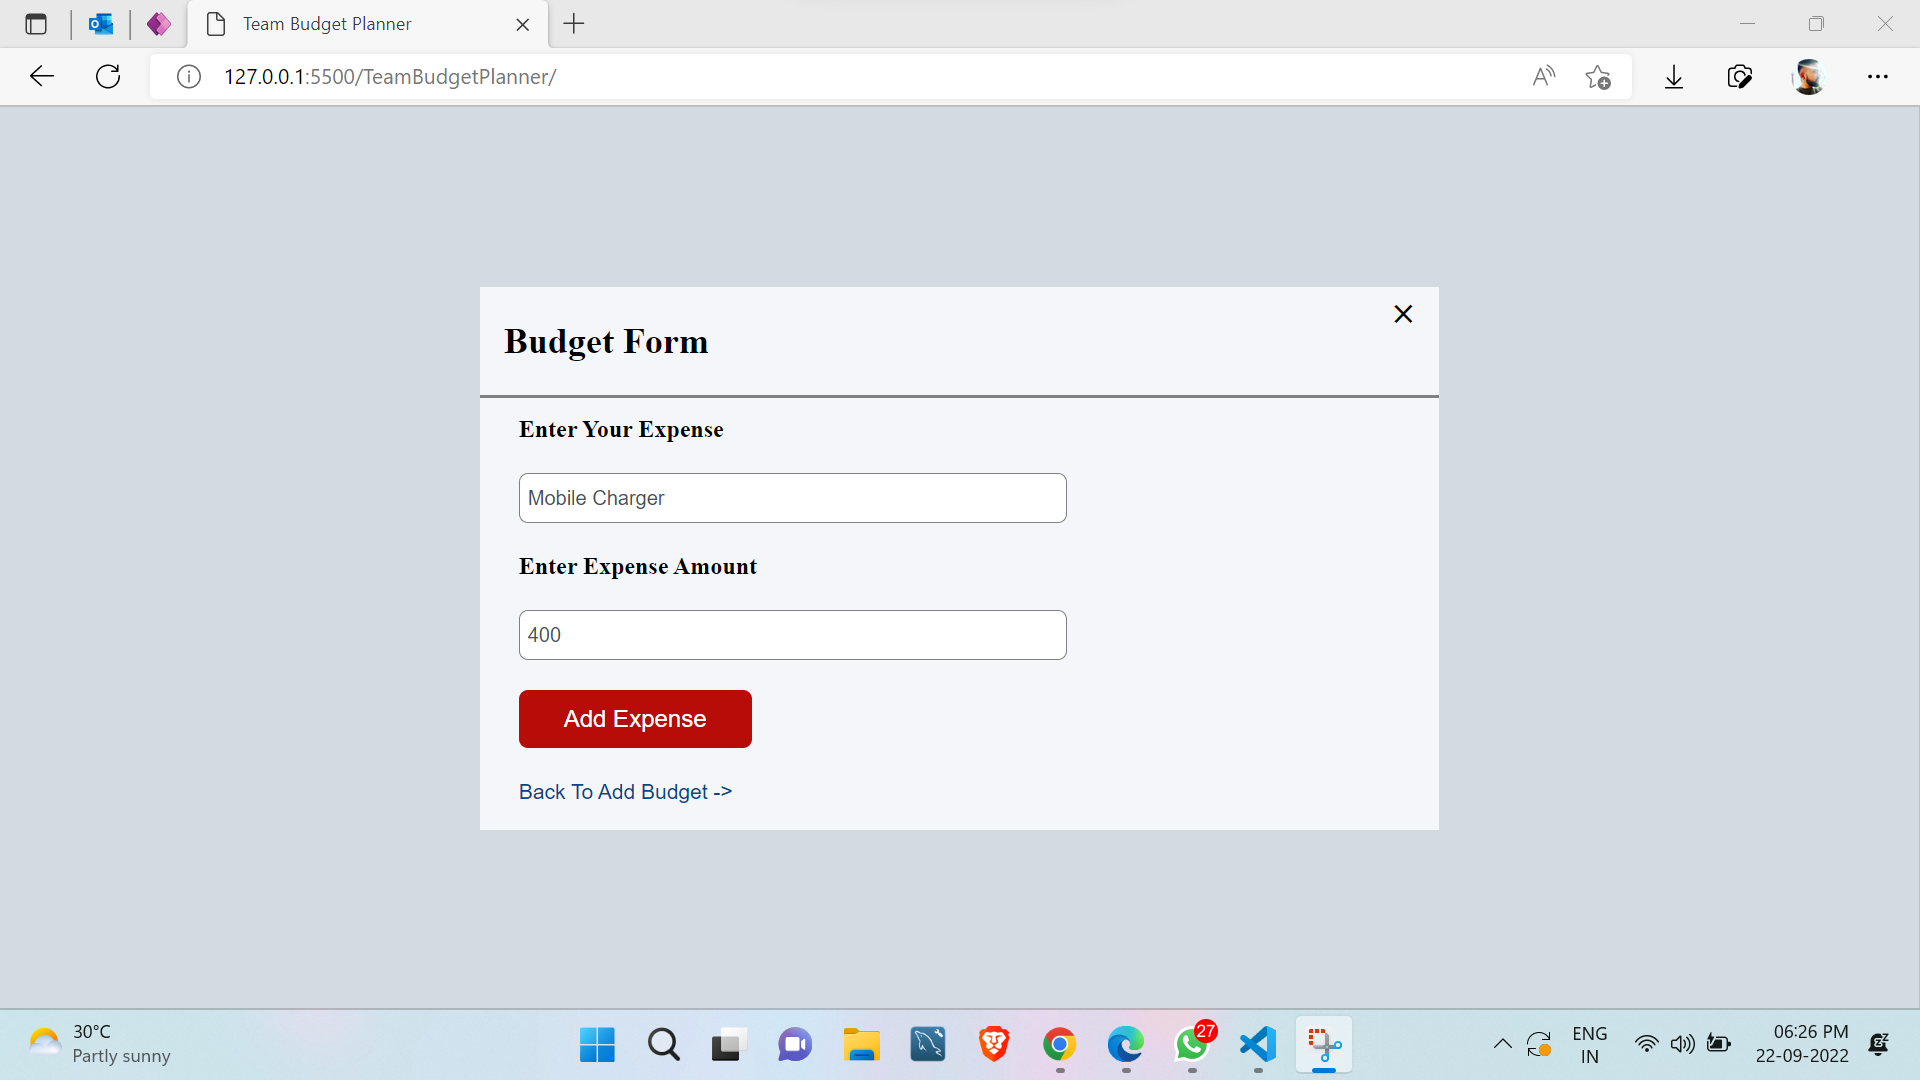 Team Budget Planner
127.0.0.1:5500/TeamBudgetPlanner/
Budget Form
Enter Your Expense
Mobile Charger
Enter Expense Amount
400
Add Expense
Back To Add Budget ->
30°C
Partly sunny
27
ENG
IN
06:26 PM
22-09-2022